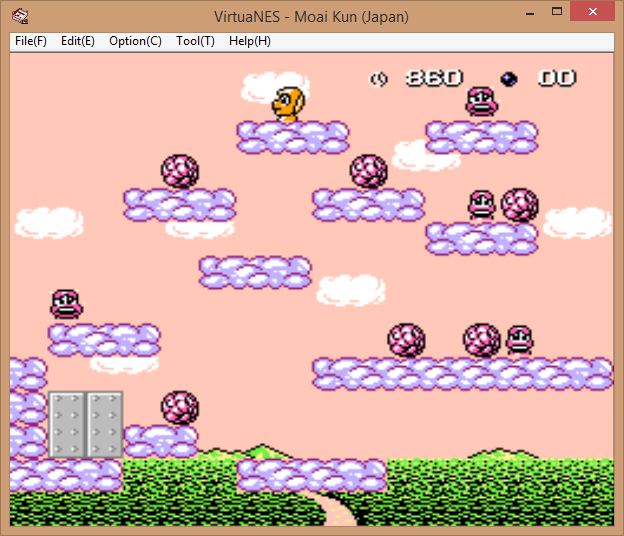 VirtuaNES - Moai Kun (Japan)
File(F) Edit(E) Option(C) Tool(T) Help(H)
860 00